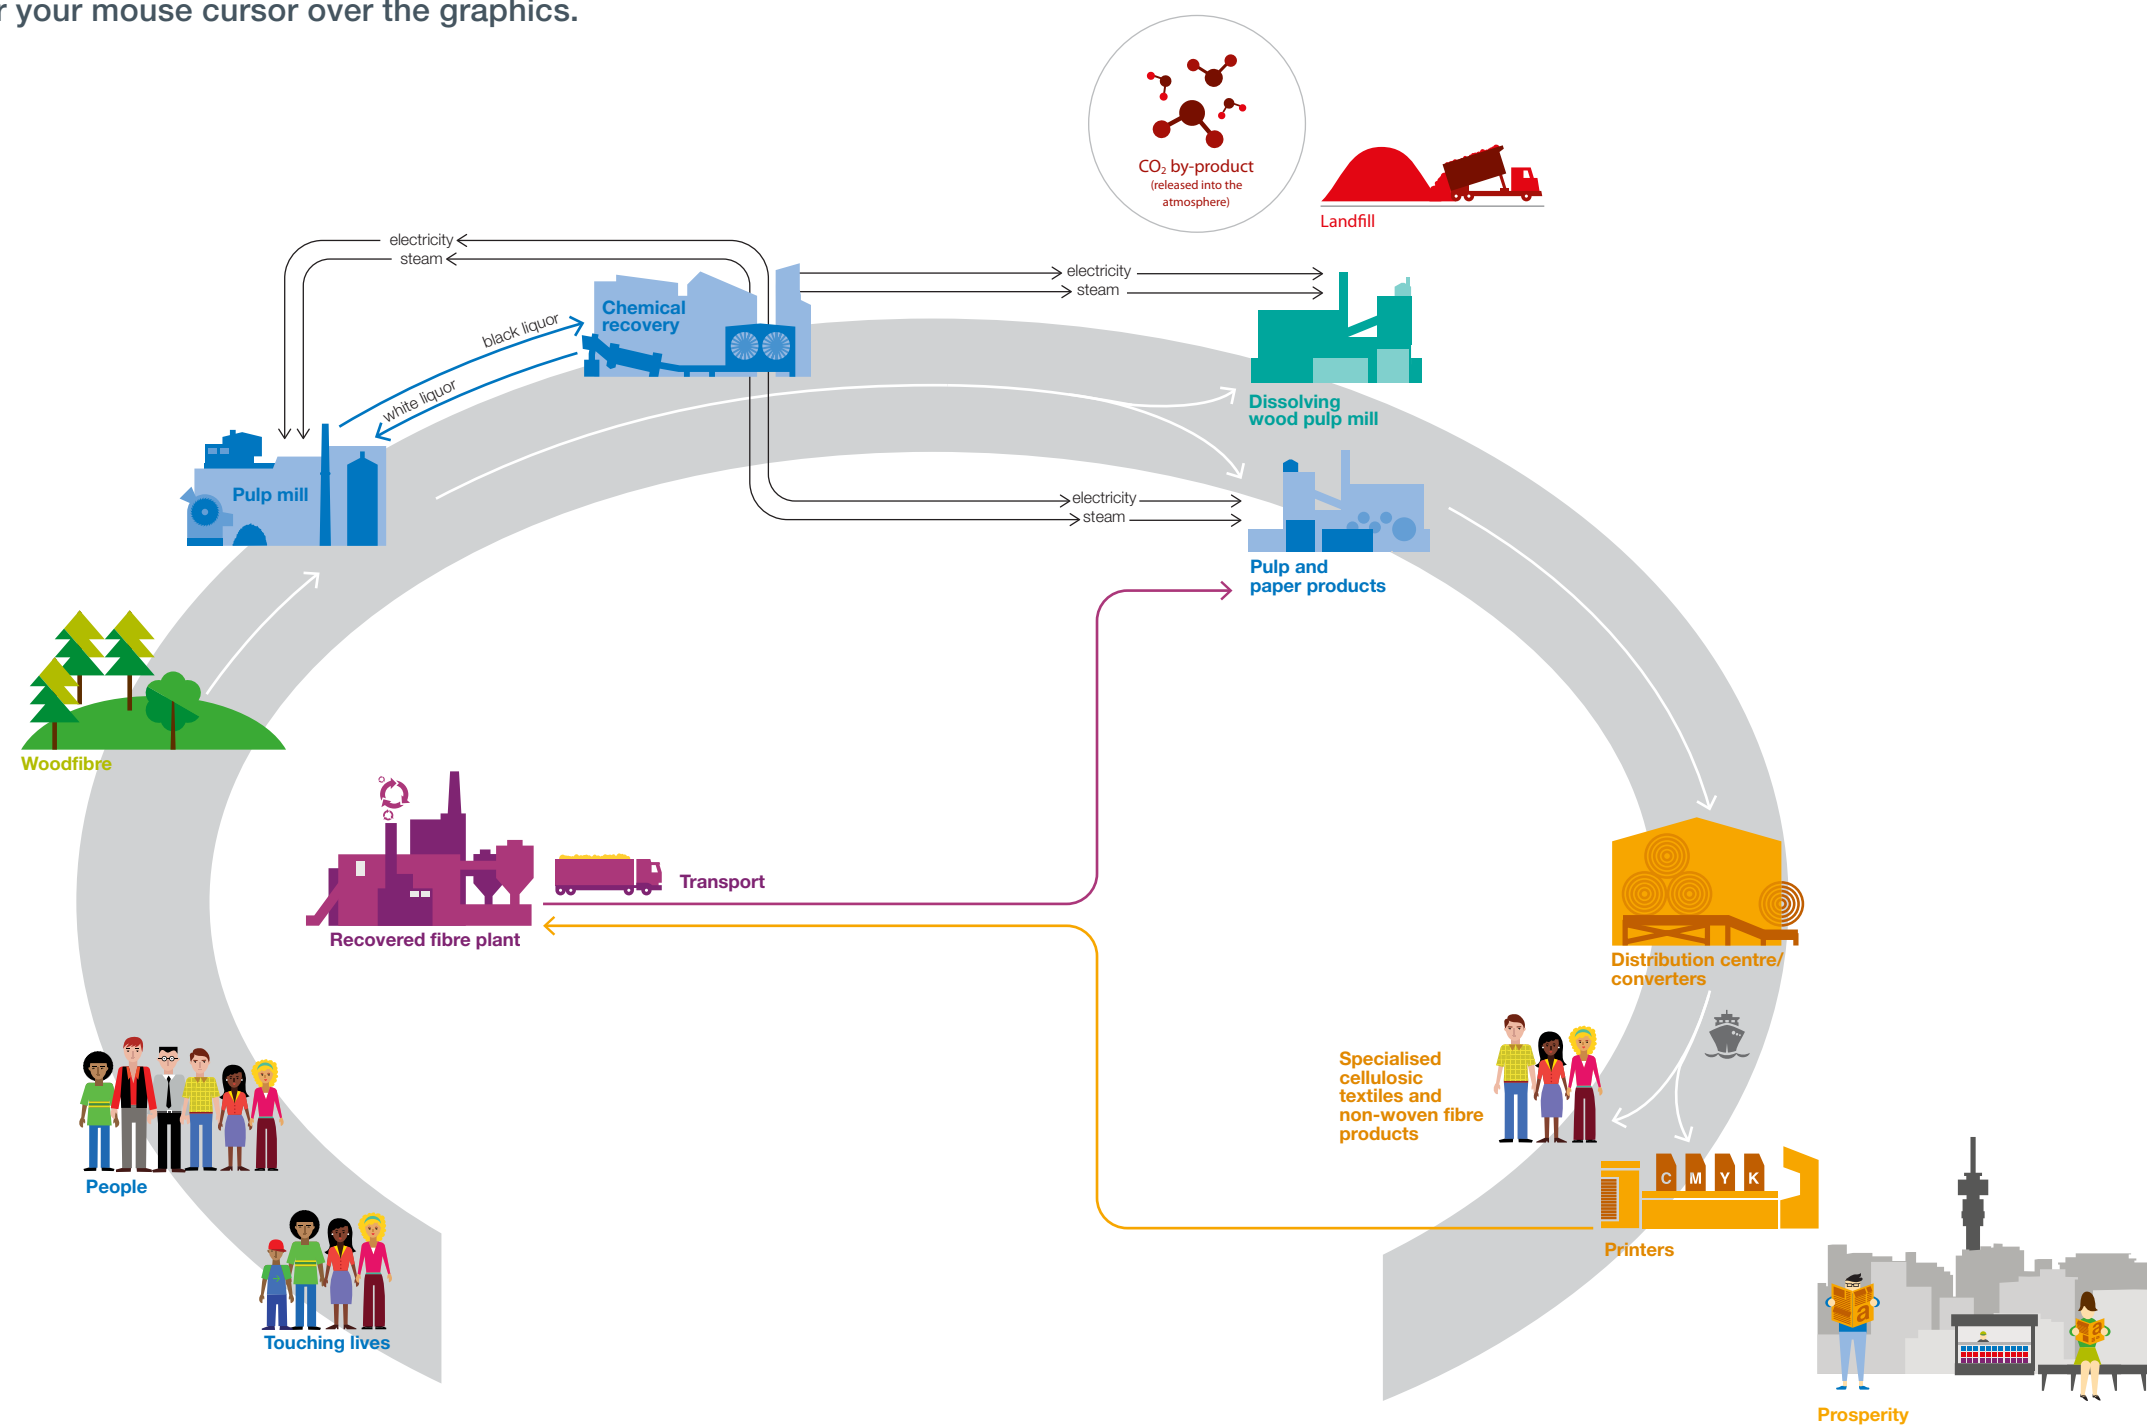 r your mouse cursor over the graphics.
CO₂ by-product
(released into the
atmosphere)
Landfill
electricity
steam
electricity
steam
Chemical
recovery
black liquor
white liquor
Dissolving
wood pulp mill
Pulp mill
electricity
steam
Pulp and
paper products
Woodfibre
Transport
Recovered fibre plant
Distribution centre/
converters
Specialised
cellulosic
textiles and
non-woven fibre
products
People
C M Y K
Printers
Touching lives
a
a
Prosperity